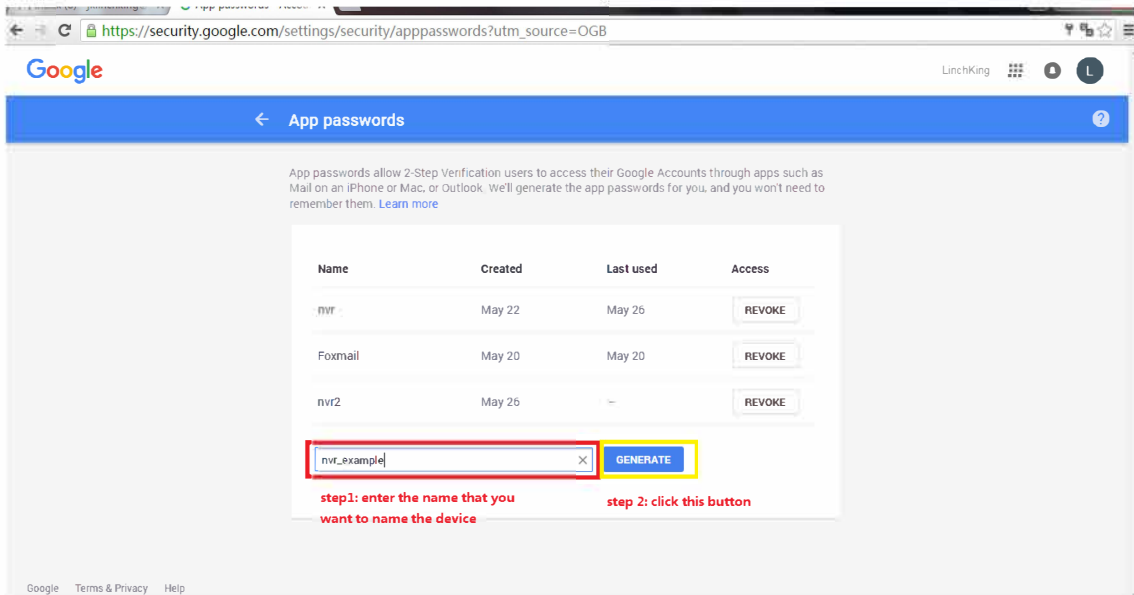 https://security.google.com/settings/security/apppasswords?utm_source=OGB
Google
LinchKing
L
App passwords
?
App passwords allow 2-Step Verification users to access their Google Accounts through apps such as
Mail on an iPhone or Mac, or Outlook. We'll generate the app passwords for you, and you won't need to
remember them. Learn more
Name Created Last used Access
nvr May 22 May 26 REVOKE
Foxmail May 20 May 20 REVOKE
nvr2 May 26 – REVOKE
nvr_example GENERATE
step1: enter the name that you
want to name the device
step 2: click this button
Google Terms & Privacy Help